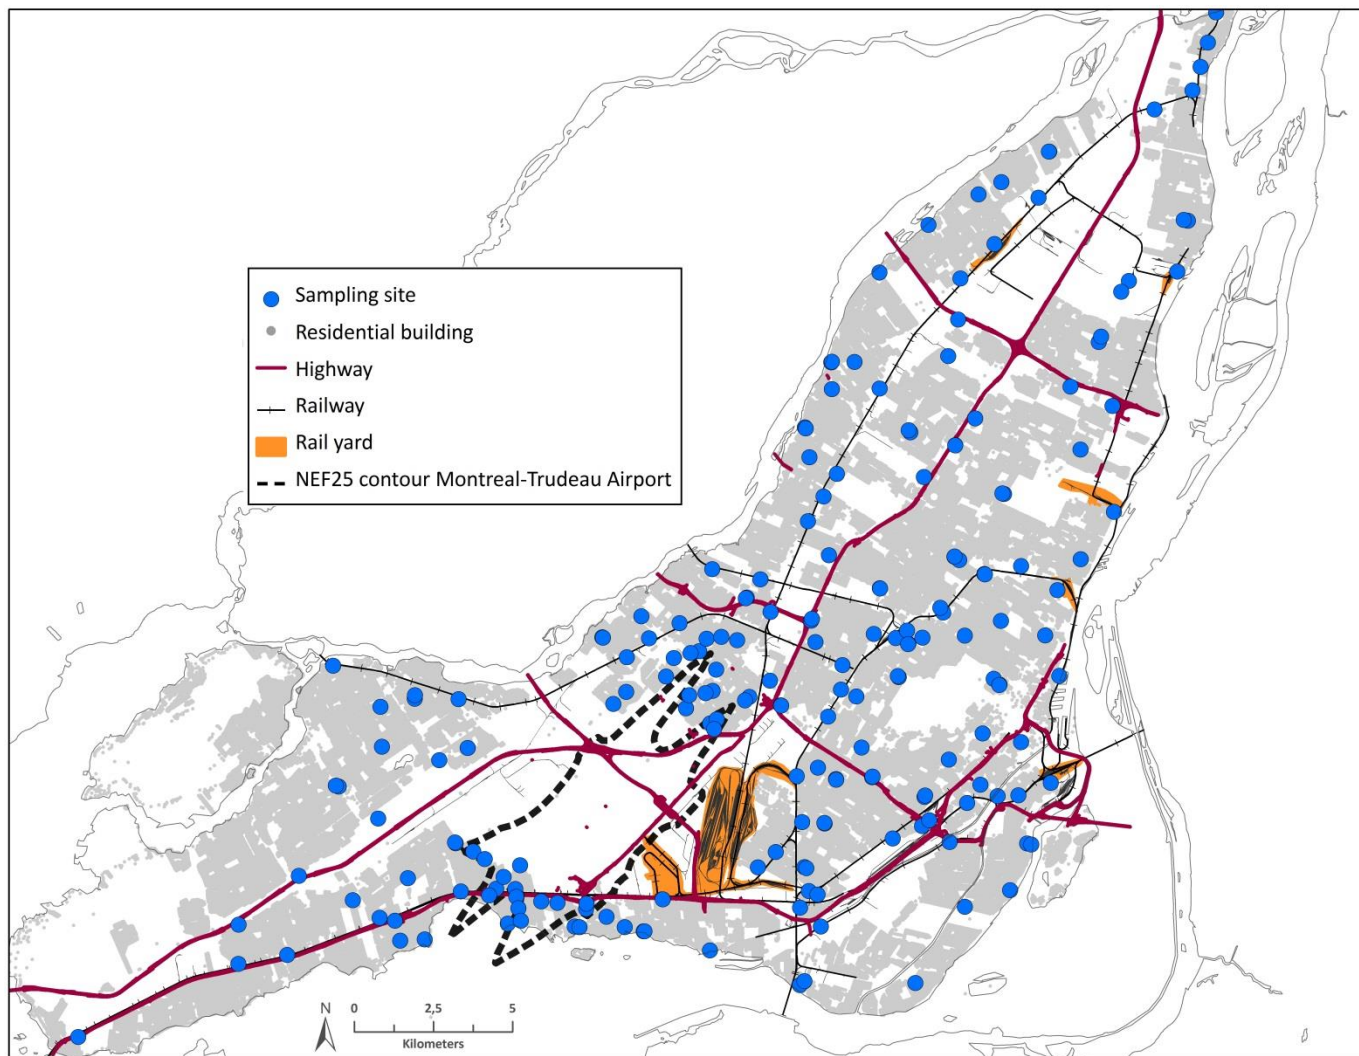 Sampling site
Residential building
Highway
Railway
Rail yard
NEF25 contour Montreal-Trudeau Airport
N
0 2,5 5
Kilometers